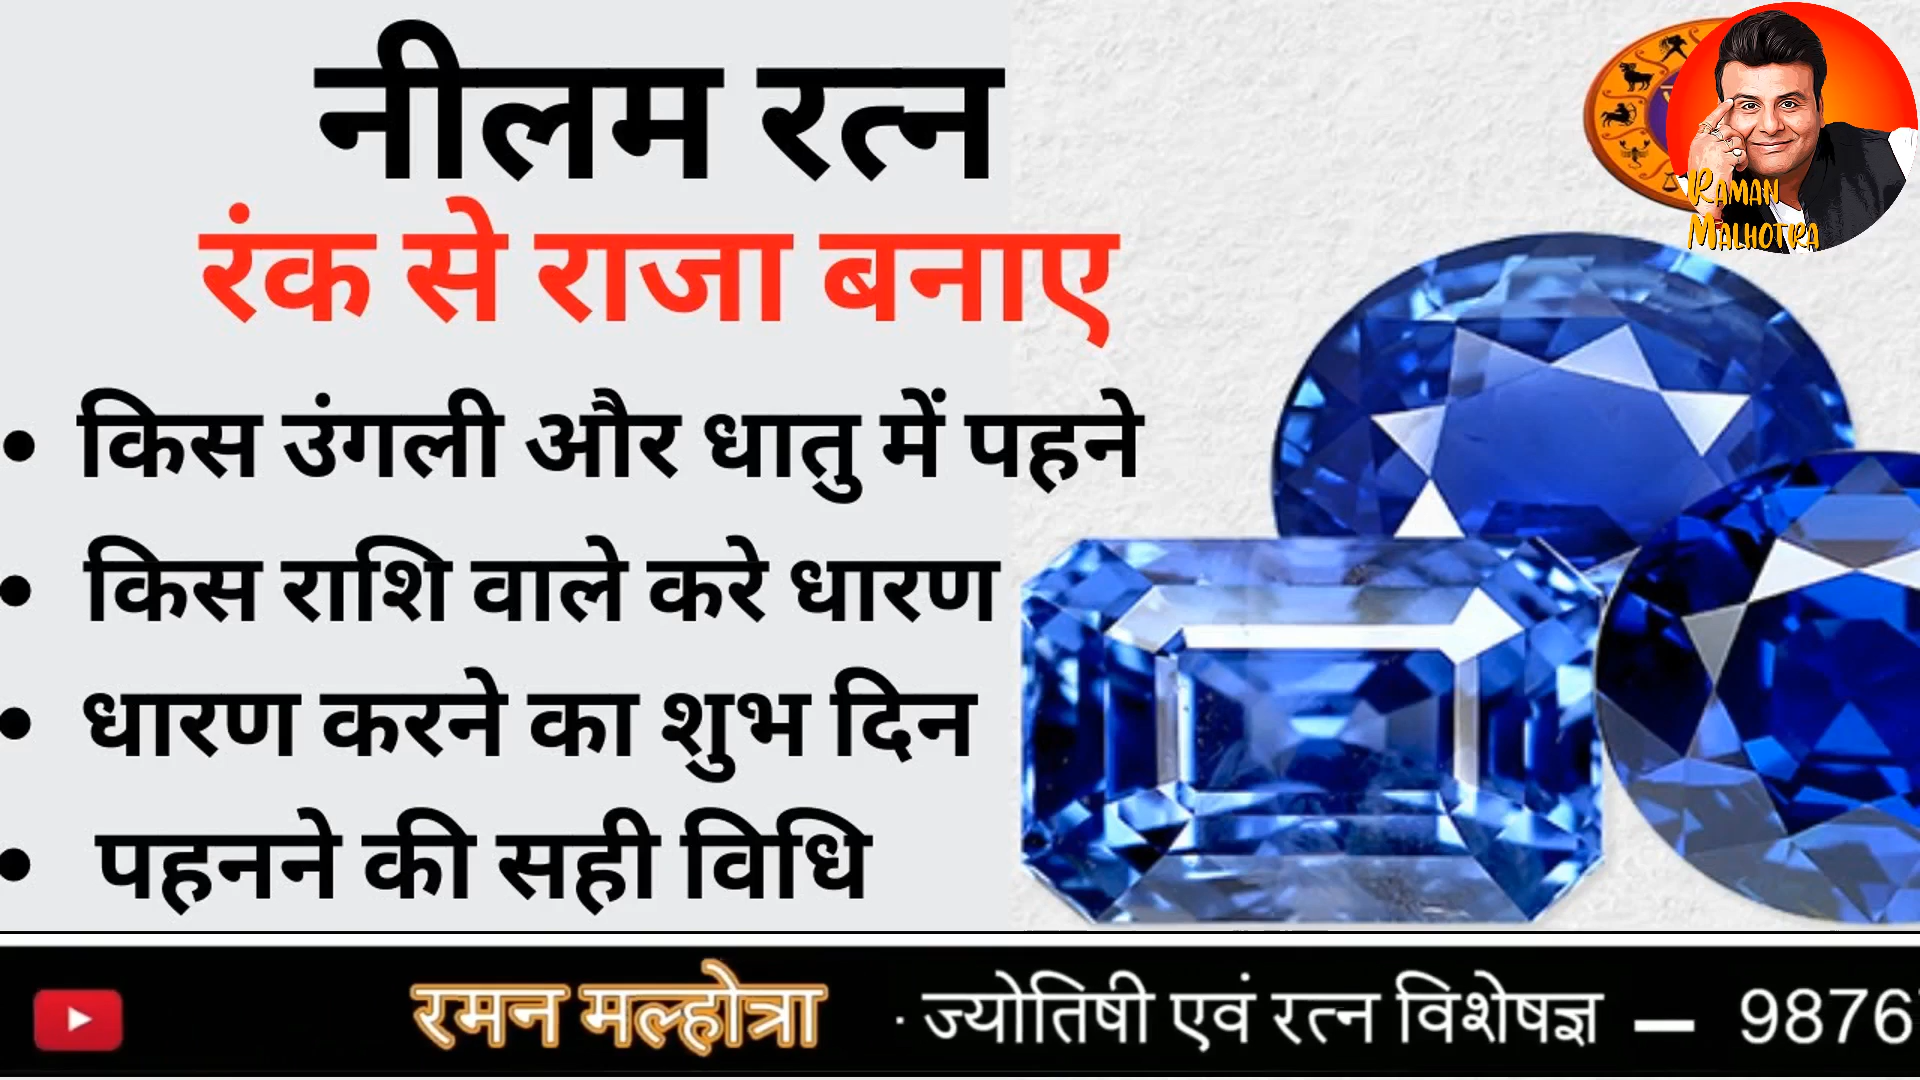 नीलम रत्न
रंक से राजा बनाए
• किस उंगली और धातु में पहने
• किस राशि वाले करे धारण
• धारण करने का शुभ दिन
• पहनने की सही विधि
RAMAN
MALHOTRA
रमन मल्होत्रा · ज्योतिषी एवं रत्न विशेषज्ञ — 9876